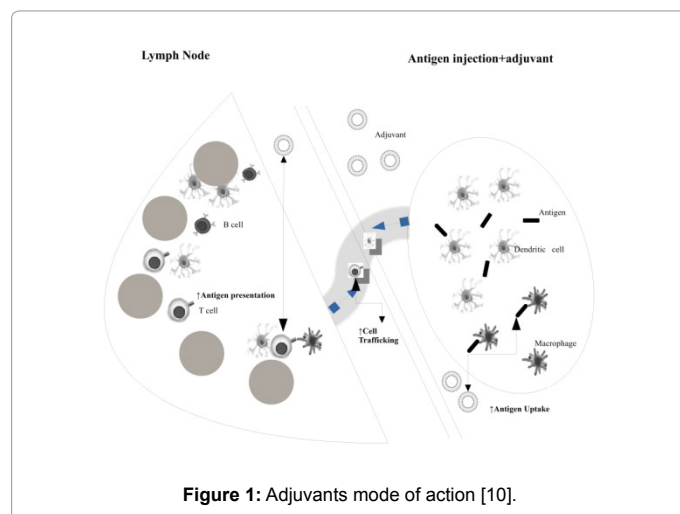 Lymph Node
Antigen injection+adjuvant
Adjuvant
B cell
Antigen
Dendritic cell
↑Antigen presentation
T cell
↑Cell
Trafficking
Macrophage
↑Antigen Uptake
Figure 1: Adjuvants mode of action [10].